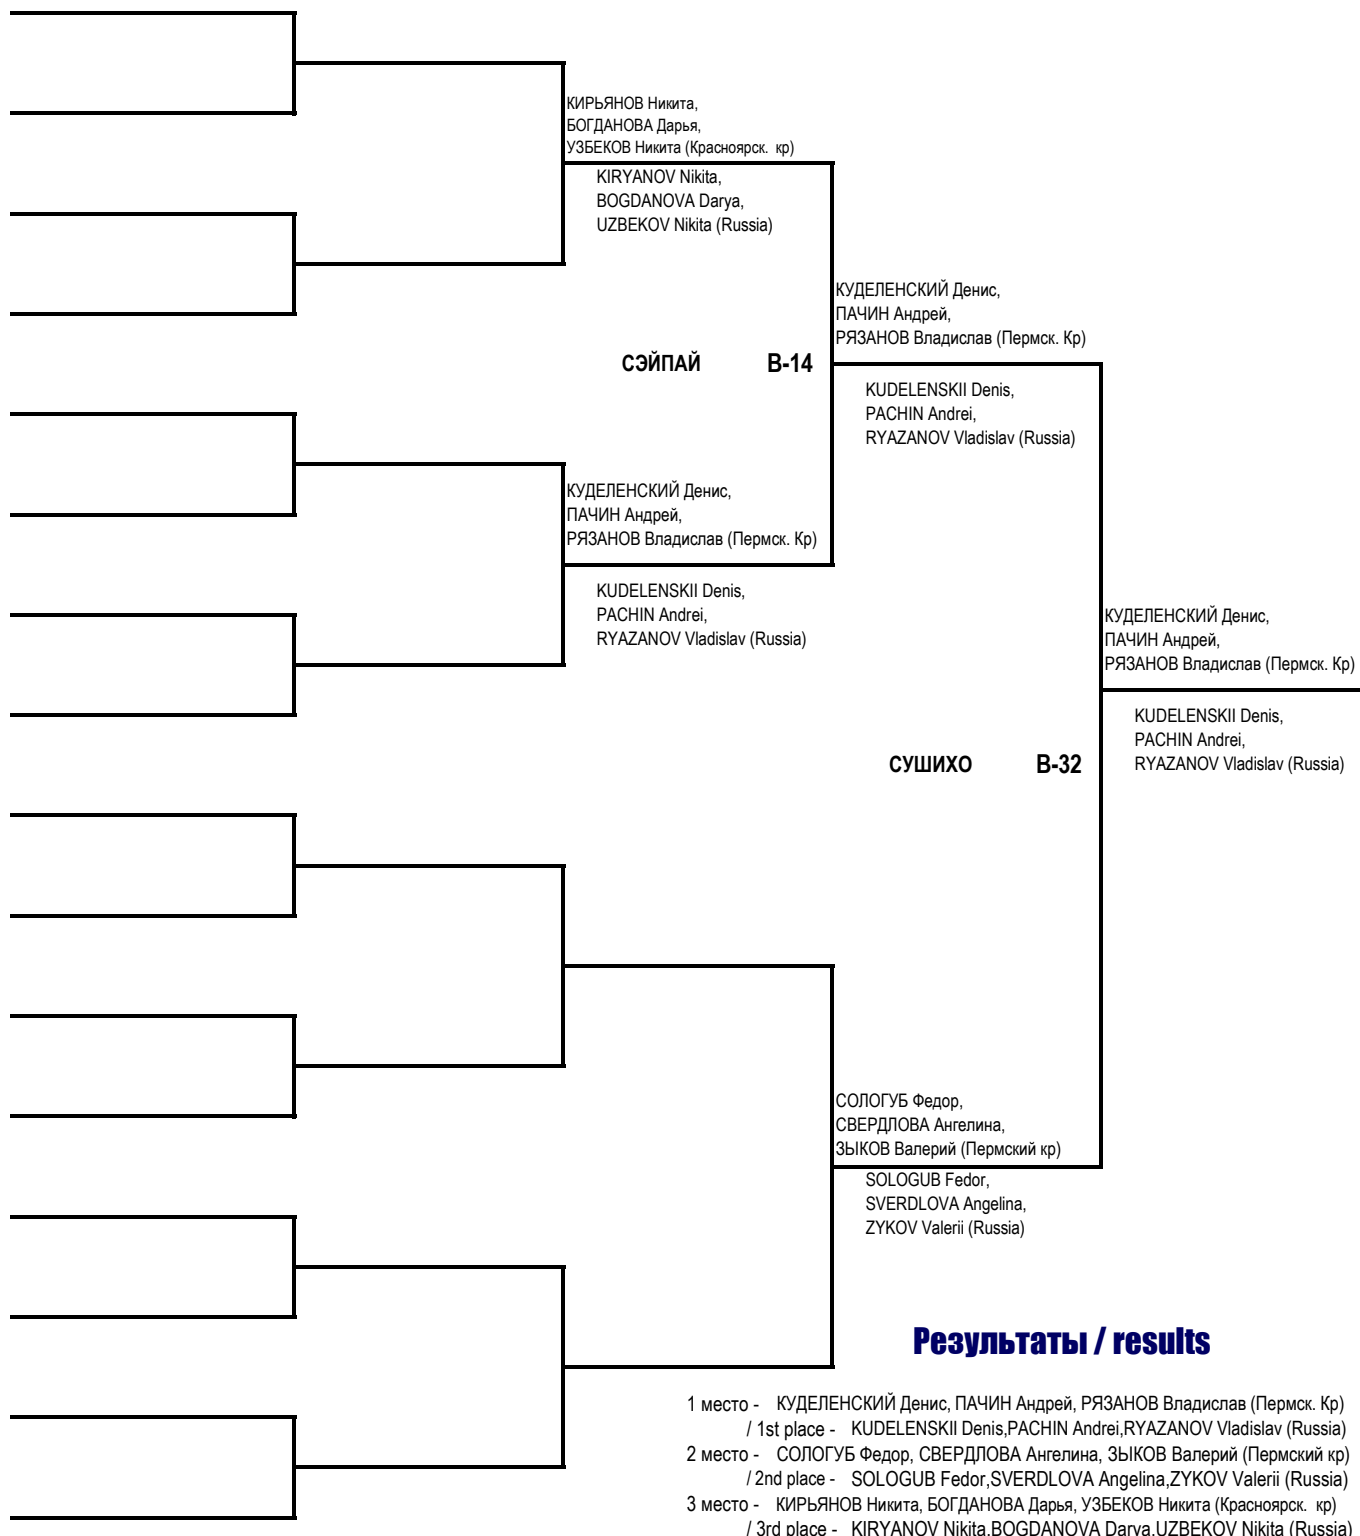 КИРЬЯНОВ Никита,
БОГДАНОВА Дарья,
УЗБЕКОВ Никита (Красноярск. кр)
KIRYANOV Nikita,
BOGDANOVA Darya,
UZBEKOV Nikita (Russia)
КУДЕЛЕНСКИЙ Денис,
ПАЧИН Андрей,
РЯЗАНОВ Владислав (Пермск. Кр)
СЭЙПАЙ B-14
KUDELENSKII Denis,
PACHIN Andrei,
RYAZANOV Vladislav (Russia)
КУДЕЛЕНСКИЙ Денис,
ПАЧИН Андрей,
РЯЗАНОВ Владислав (Пермск. Кр)
KUDELENSKII Denis,
PACHIN Andrei,
RYAZANOV Vladislav (Russia)
КУДЕЛЕНСКИЙ Денис,
ПАЧИН Андрей,
РЯЗАНОВ Владислав (Пермск. Кр)
KUDELENSKII Denis,
PACHIN Andrei,
RYAZANOV Vladislav (Russia)
СУШИХО B-32
СОЛОГУБ Федор,
СВЕРДЛОВА Ангелина,
ЗЫКОВ Валерий (Пермский кр)
SOLOGUB Fedor,
SVERDLOVA Angelina,
ZYKOV Valerii (Russia)
Результаты / results
1 место - КУДЕЛЕНСКИЙ Денис, ПАЧИН Андрей, РЯЗАНОВ Владислав (Пермск. Кр)
/ 1st place - KUDELENSKII Denis,PACHIN Andrei,RYAZANOV Vladislav (Russia)
2 место - СОЛОГУБ Федор, СВЕРДЛОВА Ангелина, ЗЫКОВ Валерий (Пермский кр)
/ 2nd place - SOLOGUB Fedor,SVERDLOVA Angelina,ZYKOV Valerii (Russia)
3 место - КИРЬЯНОВ Никита, БОГДАНОВА Дарья, УЗБЕКОВ Никита (Красноярск. кр)
/ 3rd place - KIRYANOV Nikita,BOGDANOVA Darya,UZBEKOV Nikita (Russia)